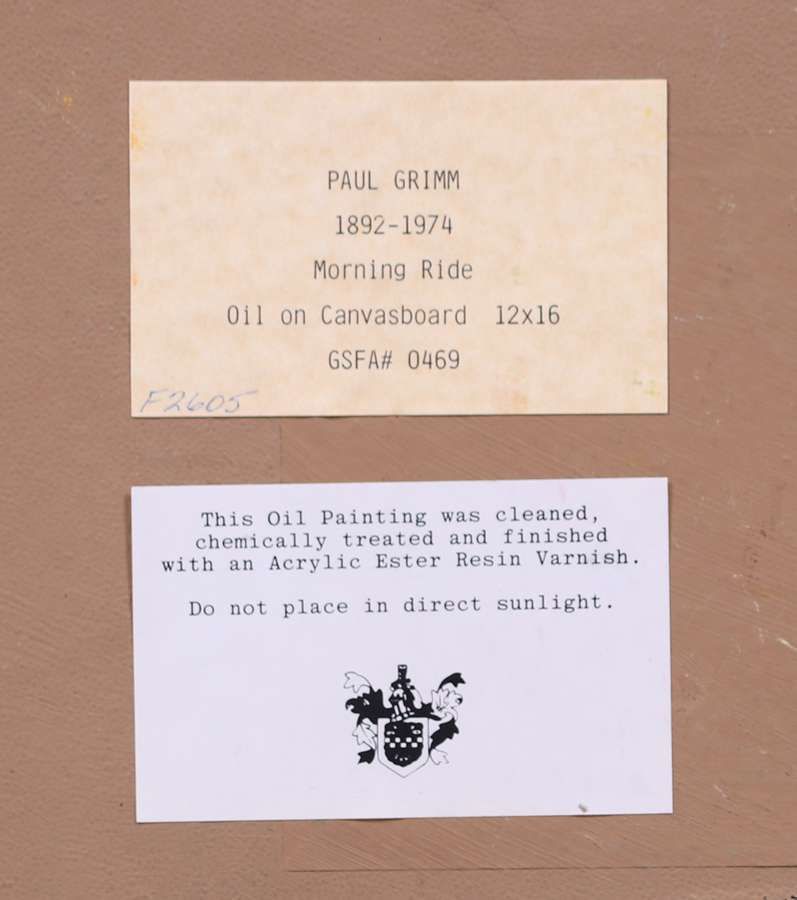 PAUL GRIMM
1892-1974
Morning Ride
Oil on Canvasboard 12x16
GSFA# 0469
F2605
This Oil Painting was cleaned,
chemically treated and finished
with an Acrylic Ester Resin Varnish.
Do not place in direct sunlight.